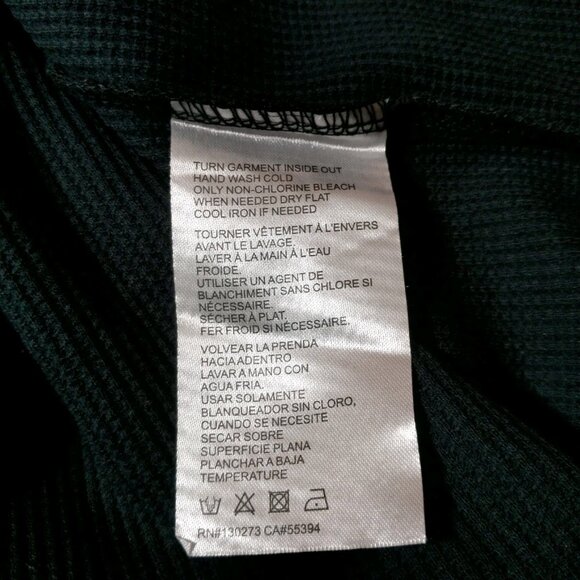 TURN GARMENT INSIDE OUT
HAND WASH COLD
ONLY NON-CHLORINE BLEACH
WHEN NEEDED DRY FLAT
COOL IRON IF NEEDED
TOURNER VÊTEMENT À L'ENVERS
AVANT LE LAVAGE.
LAVER À LA MAIN À L'EAU
FROIDE.
UTILISER UN AGENT DE
BLANCHIMENT SANS CHLORE SI
NÉCESSAIRE.
SÉCHER À PLAT.
FER FROID SI NÉCESSAIRE.
VOLVEAR LA PRENDA
HACIA ADENTRO
LAVAR A MANO CON
AGUA FRIA.
USAR SOLAMENTE
BLANQUEADOR SIN CLORO,
CUANDO SE NECESITE
SECAR SOBRE
SUPERFICIE PLANA
PLANCHAR A BAJA
TEMPERATURE
RN#130273 CA#55394